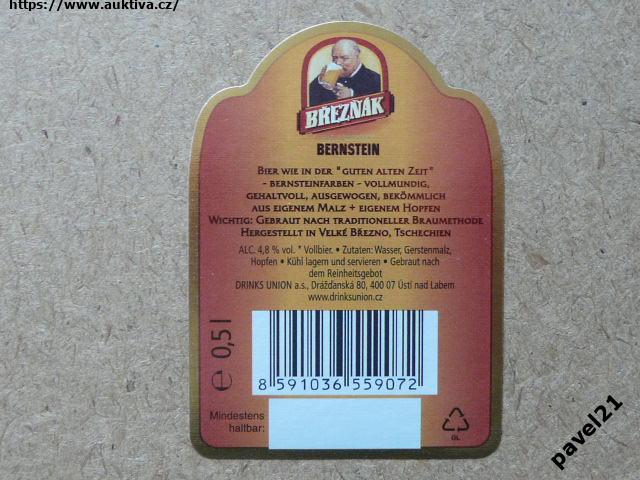 https://www.auktiva.cz/
BŘEZŇÁK
BERNSTEIN
BIER WIE IN DER "GUTEN ALTEN ZEIT"
- BERNSTEINFARBEN - VOLLMUNDIG,
GEHALTVOLL, AUSGEWOGEN, BEKÖMMLICH
AUS EIGENEM MALZ + EIGENEM HOPFEN
WICHTIG: GEBRAUT NACH TRADITIONELLER BRAUMETHODE
HERGESTELLT IN VELKÉ BŘEZNO, TSCHECHIEN
ALC. 4,8 % vol. * Vollbier. • Zutaten: Wasser, Gerstenmalz,
Hopfen • Kühl lagern und servieren • Gebraut nach
dem Reinheitsgebot
DRINKS UNION a.s., Drážďanská 80, 400 07 Ústí nad Labem
www.drinksunion.cz
℮ 0,5 l
8 591036 559072
Mindestens
haltbar:
GL
pavel21